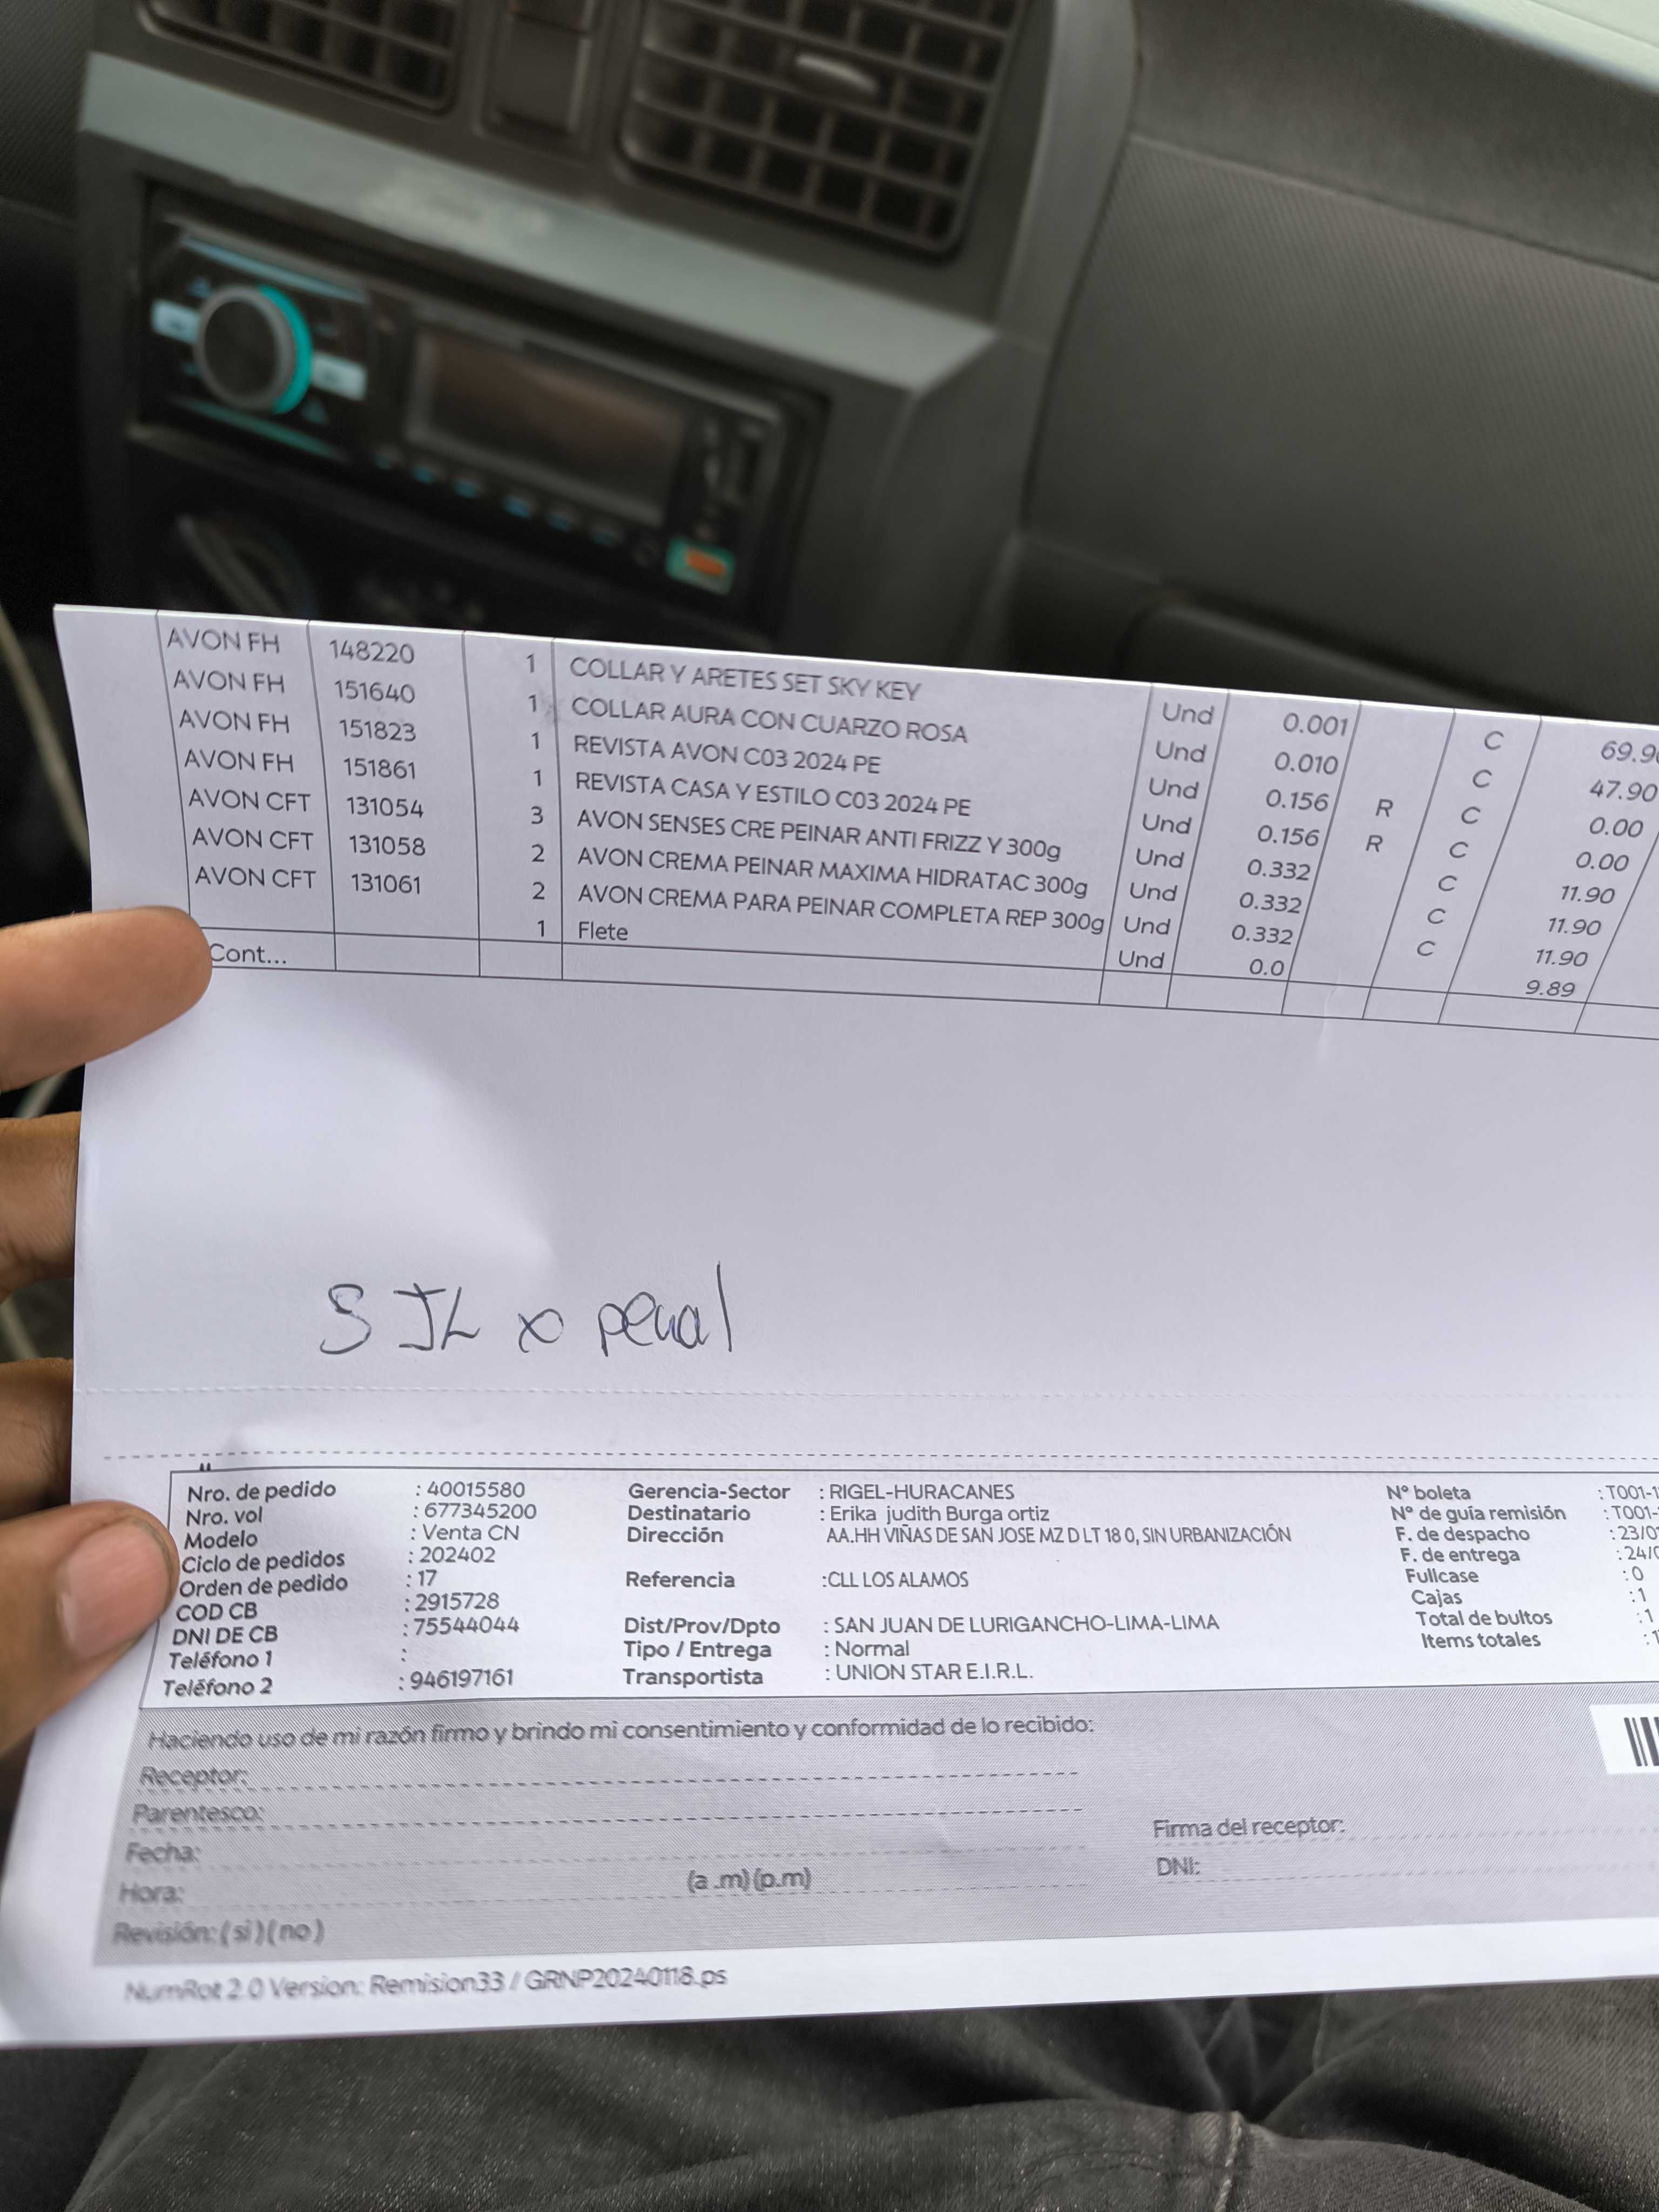 AVON FH 148220 1 COLLAR Y ARETES SET SKY KEY Und 0.001 C 69.9
AVON FH 151640 1 COLLAR AURA CON CUARZO ROSA Und 0.010 C 47.90
AVON FH 151823 1 REVISTA AVON C03 2024 PE Und 0.156 R C 0.00
AVON FH 151861 1 REVISTA CASA Y ESTILO C03 2024 PE Und 0.156 R C 0.00
AVON CFT 131054 3 AVON SENSES CRE PEINAR ANTI FRIZZ Y 300g Und 0.332 C 11.90
AVON CFT 131058 2 AVON CREMA PEINAR MAXIMA HIDRATAC 300g Und 0.332 C 11.90
AVON CFT 131061 2 AVON CREMA PARA PEINAR COMPLETA REP 300g Und 0.332 C 11.90
1 Flete Und 0.0 9.89
Cont...
SJL x penal
Nro. de pedido : 40015580 Gerencia-Sector : RIGEL-HURACANES N° boleta : T001-1
Nro. vol : 677345200 Destinatario : Erika judith Burga ortiz N° de guía remisión : T001-
Modelo : Venta CN Dirección AA.HH VIÑAS DE SAN JOSE MZ D LT 18 0, SIN URBANIZACIÓN F. de despacho : 23/0
Ciclo de pedidos : 202402 F. de entrega : 24/0
Orden de pedido : 17 Referencia :CLL LOS ALAMOS Fullcase : 0
COD CB : 2915728 Cajas : 1
DNI DE CB : 75544044 Dist/Prov/Dpto : SAN JUAN DE LURIGANCHO-LIMA-LIMA Total de bultos : 1
Teléfono 1 : Tipo / Entrega : Normal Items totales : 1
Teléfono 2 : 946197161 Transportista : UNION STAR E.I.R.L.
Haciendo uso de mi razón firmo y brindo mi consentimiento y conformidad de lo recibido:
Receptor:
Parentesco:
Fecha: Firma del receptor:
Hora: (a .m) (p.m) DNI:
Revisión: ( si ) ( no )
NumRot 2.0 Version: Remision33 / GRNP20240118.ps